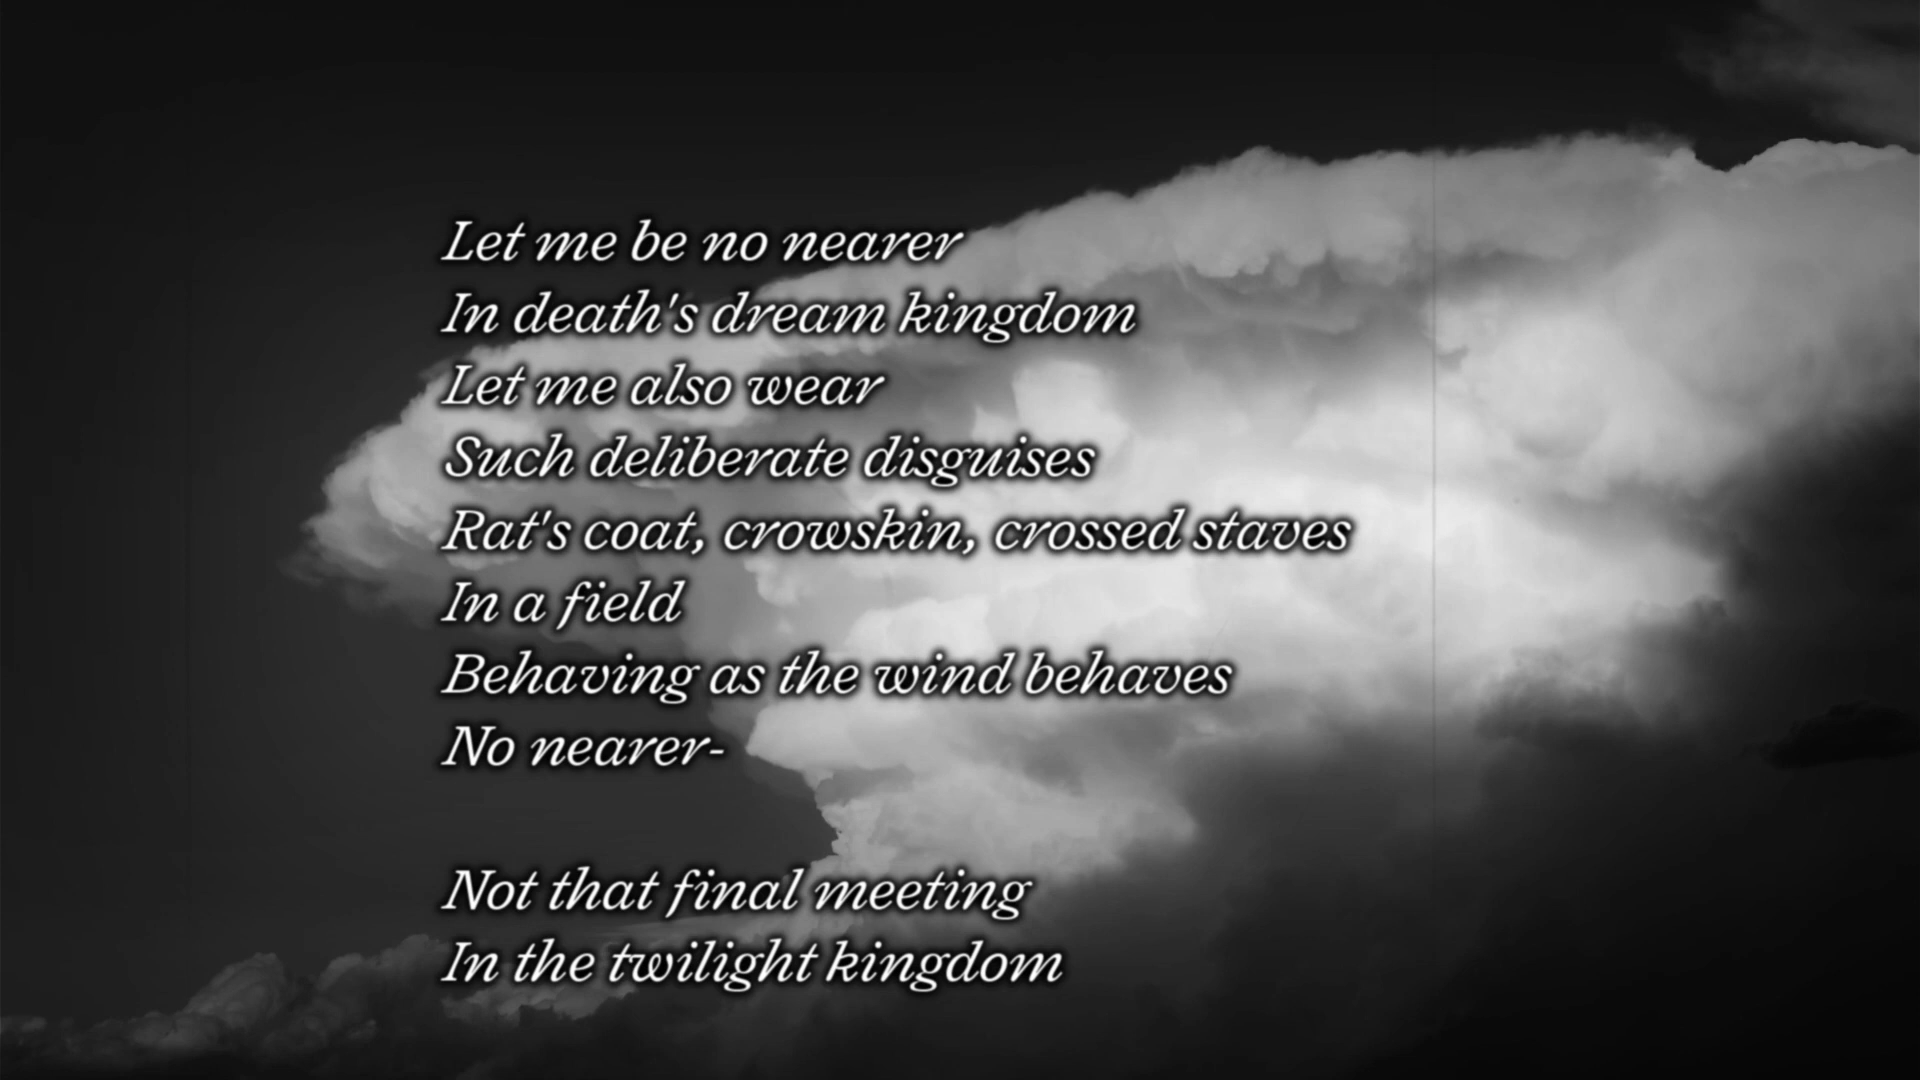 Let me be no nearer
In death's dream kingdom
Let me also wear
Such deliberate disguises
Rat's coat, crowskin, crossed staves
In a field
Behaving as the wind behaves
No nearer-

Not that final meeting
In the twilight kingdom